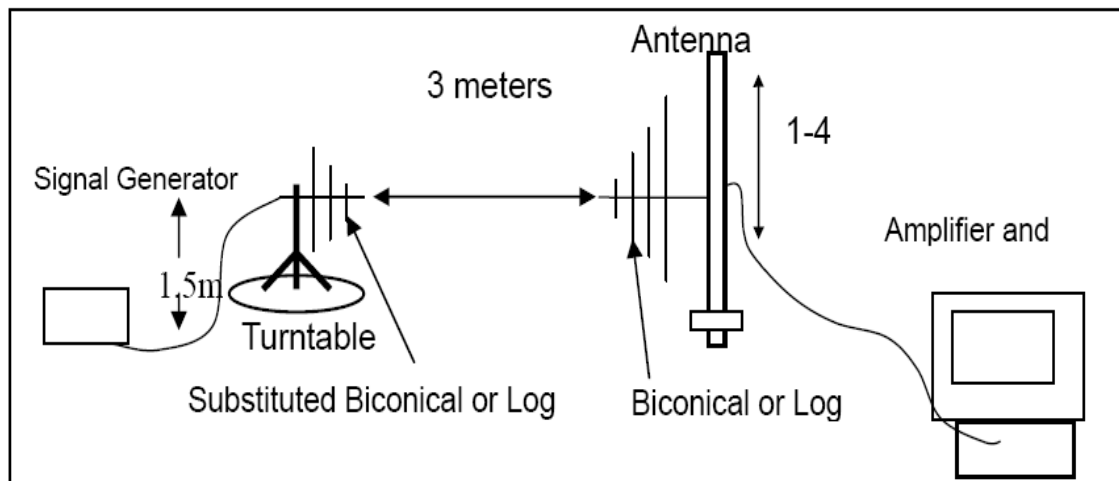 Antenna
3 meters
1-4
Signal Generator
Amplifier and
1.5m
Turntable
Substituted Biconical or Log
Biconical or Log